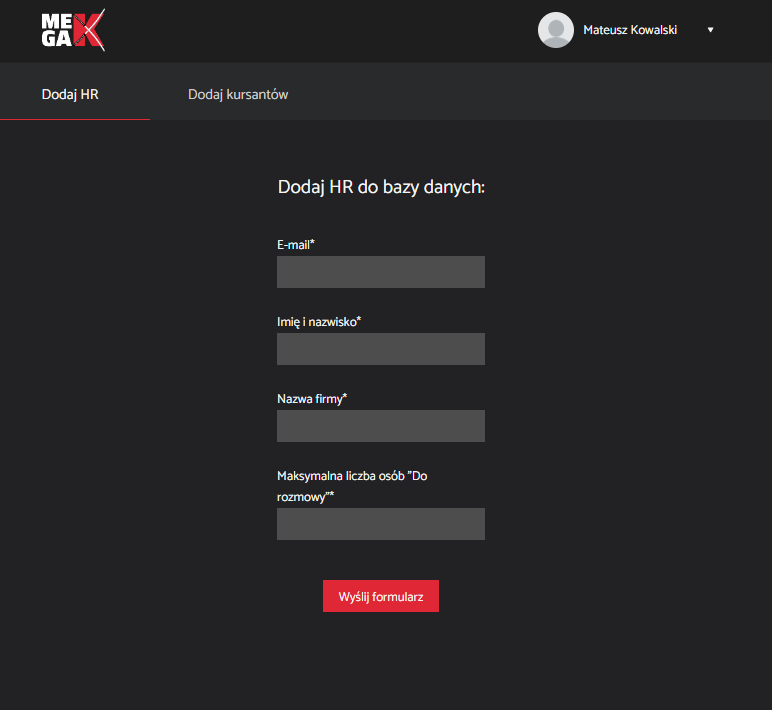 MEGAK
Mateusz Kowalski
Dodaj HR
Dodaj kursantów
Dodaj HR do bazy danych:
E-mail*
Imię i nazwisko*
Nazwa firmy*
Maksymalna liczba osób "Do
rozmowy"*
Wyślij formularz